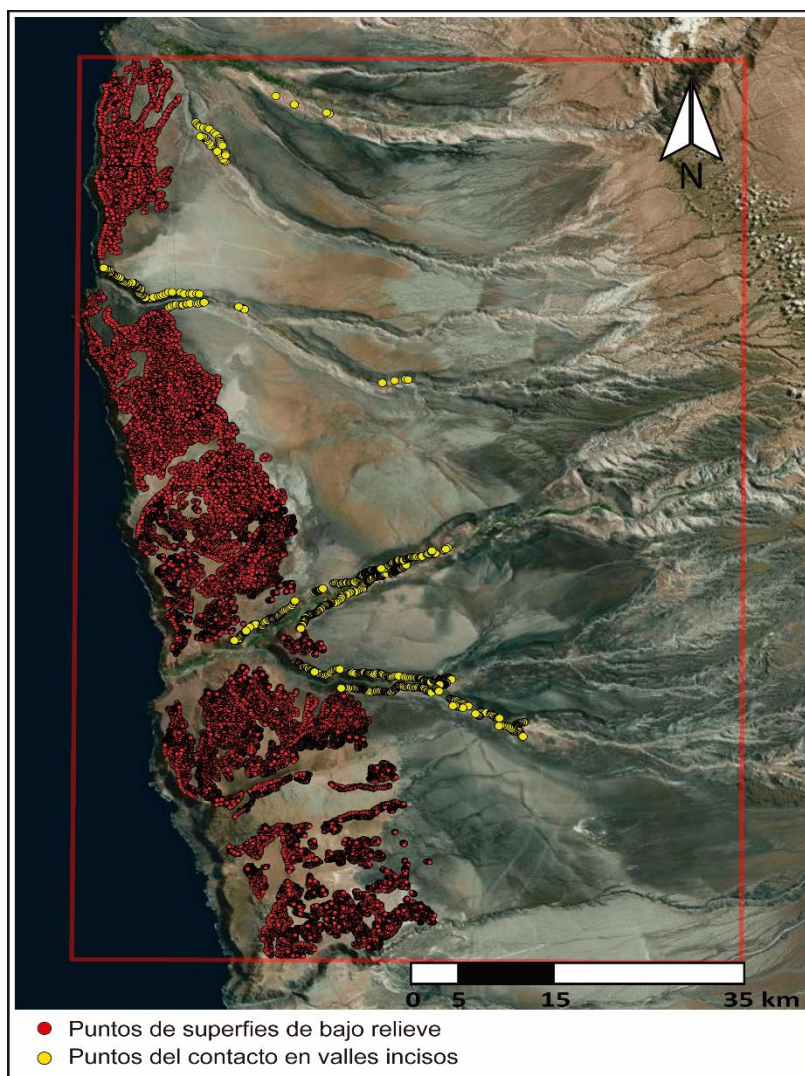 N
0 5 15 35 km
Puntos de superfies de bajo relieve
Puntos del contacto en valles incisos